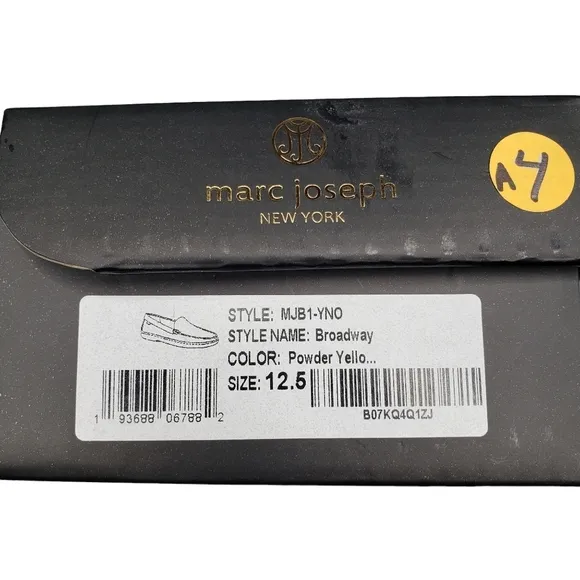 marc joseph
NEW YORK
A4
STYLE: MJB1-YNO
STYLE NAME: Broadway
COLOR: Powder Yello...
SIZE: 12.5
1 93688 06788 2
B07KQ4Q1ZJ